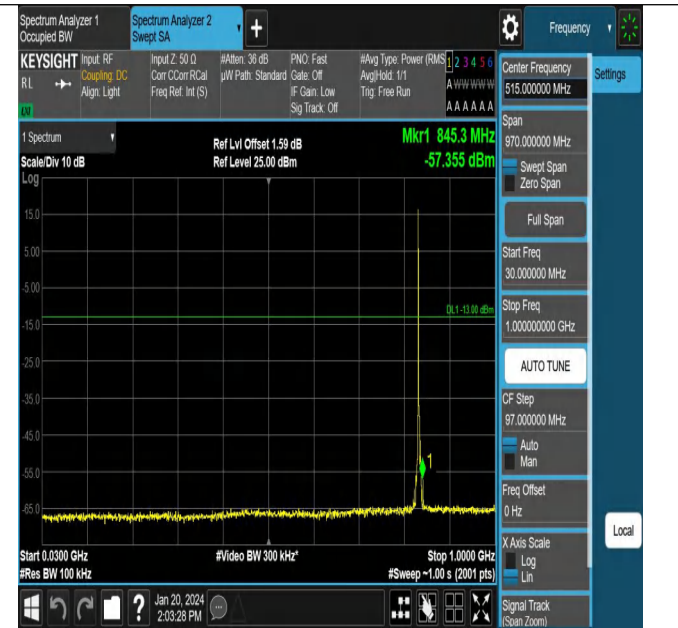 Spectrum Analyzer 1
Occupied BW
Spectrum Analyzer 2
Swept SA
Frequency
KEYSIGHT
RL
Input: RF
Coupling: DC
Align: Light
Input Z: 50 Ω
Corr CCorr RCal
Freq Ref: Int (S)
#Atten: 36 dB
µW Path: Standard
PNO: Fast
Gate: Off
IF Gain: Low
Sig Track: Off
#Avg Type: Power (RMS
Avg|Hold: 1/1
Trig: Free Run
1 2 3 4 5 6
A W W W W W
A A A A A A
Center Frequency
515.000000 MHz
Settings
Span
970.000000 MHz
Swept Span
Zero Span
Full Span
Start Freq
30.000000 MHz
Stop Freq
1.000000000 GHz
AUTO TUNE
CF Step
97.000000 MHz
Auto
Man
Freq Offset
0 Hz
X Axis Scale
Log
Lin
Local
Signal Track
(Span Zoom)
1 Spectrum
Scale/Div 10 dB
Log
Ref Lvl Offset 1.59 dB
Ref Level 25.00 dBm
Mkr1 845.3 MHz
-57.355 dBm
15.0
5.00
-5.00
-15.0
-25.0
-35.0
-45.0
-55.0
-65.0
DL1 -13.00 dBm
1
Start 0.0300 GHz
#Res BW 100 kHz
#Video BW 300 kHz*
Stop 1.0000 GHz
#Sweep ~1.00 s (2001 pts)
?
Jan 20, 2024
2:03:28 PM